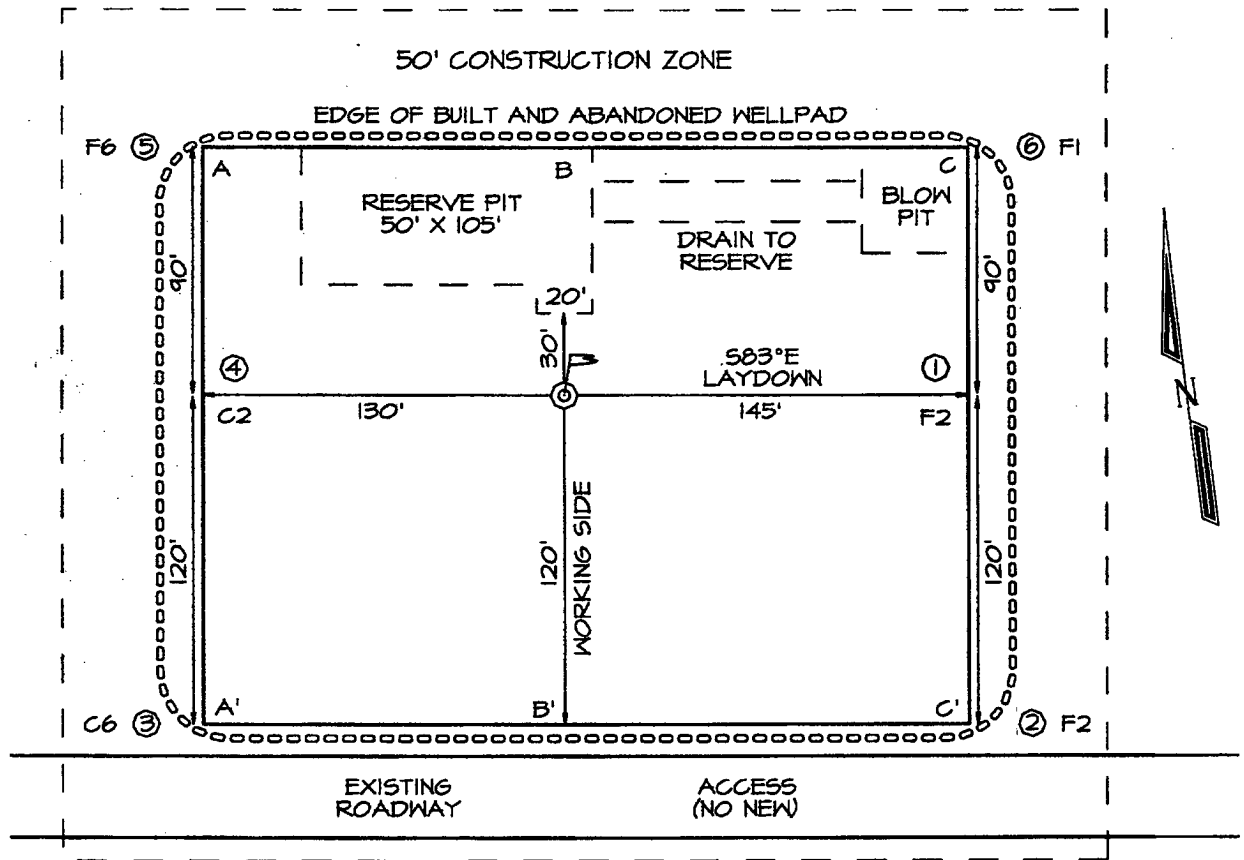 50' CONSTRUCTION ZONE
EDGE OF BUILT AND ABANDONED WELLPAD
F6 5
6 F1
A
B
C
RESERVE PIT
50' X 105'
BLOW
PIT
DRAIN TO
RESERVE
90'
90'
20'
30'
4
S83°E
LAYDOWN
1
C2
130'
145'
F2
N
WORKING SIDE
120'
120'
120'
A'
B'
C'
C6 3
2 F2
EXISTING
ROADWAY
ACCESS
(NO NEW)